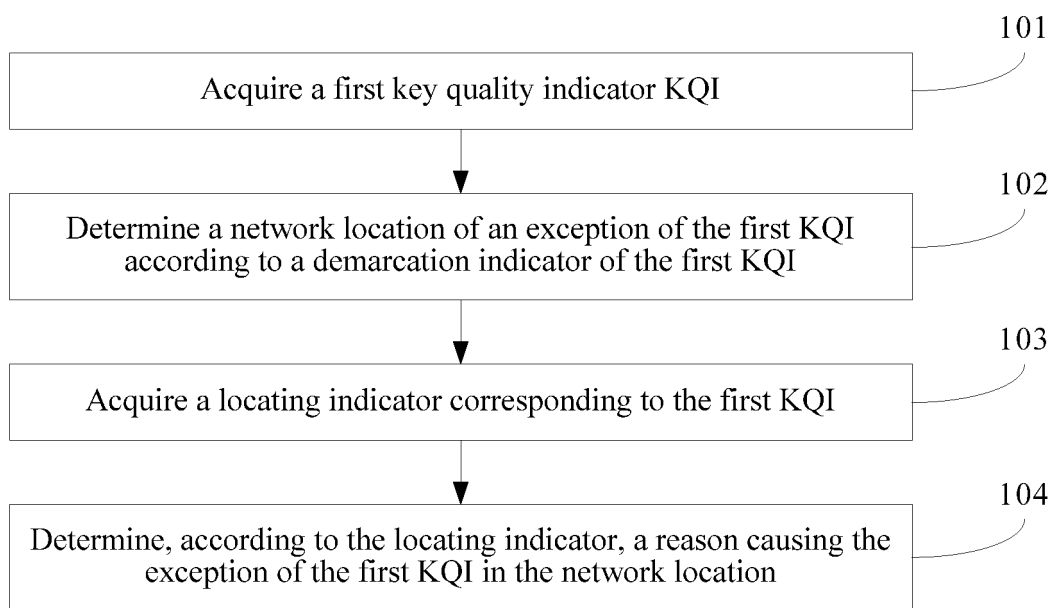 101
Acquire a first key quality indicator KQI
102
Determine a network location of an exception of the first KQI
according to a demarcation indicator of the first KQI
103
Acquire a locating indicator corresponding to the first KQI
104
Determine, according to the locating indicator, a reason causing the
exception of the first KQI in the network location